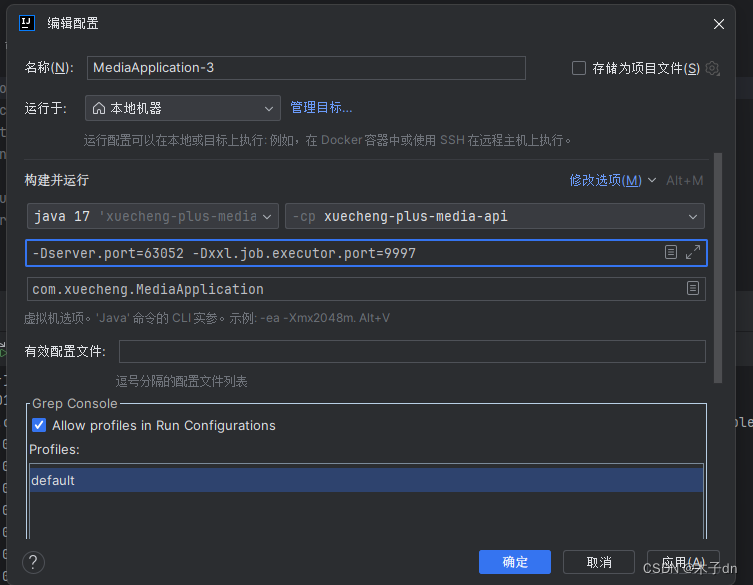 IJ 编辑配置
名称(N): MediaApplication-3 存储为项目文件(S)
运行于: 本地机器 管理目标...
运行配置可以在本地或目标上执行: 例如，在 Docker 容器中或使用 SSH 在远程主机上执行。
构建并运行 修改选项(M) Alt+M
java 17 'xuecheng-plus-media -cp xuecheng-plus-media-api
-Dserver.port=63052 -Dxxl.job.executor.port=9997
com.xuecheng.MediaApplication
虚拟机选项。'Java' 命令的 CLI 实参。示例: -ea -Xmx2048m. Alt+V
有效配置文件:
逗号分隔的配置文件列表
Grep Console
Allow profiles in Run Configurations
Profiles:
default
? 确定 取消 应用(A)
CSDN @木子dn